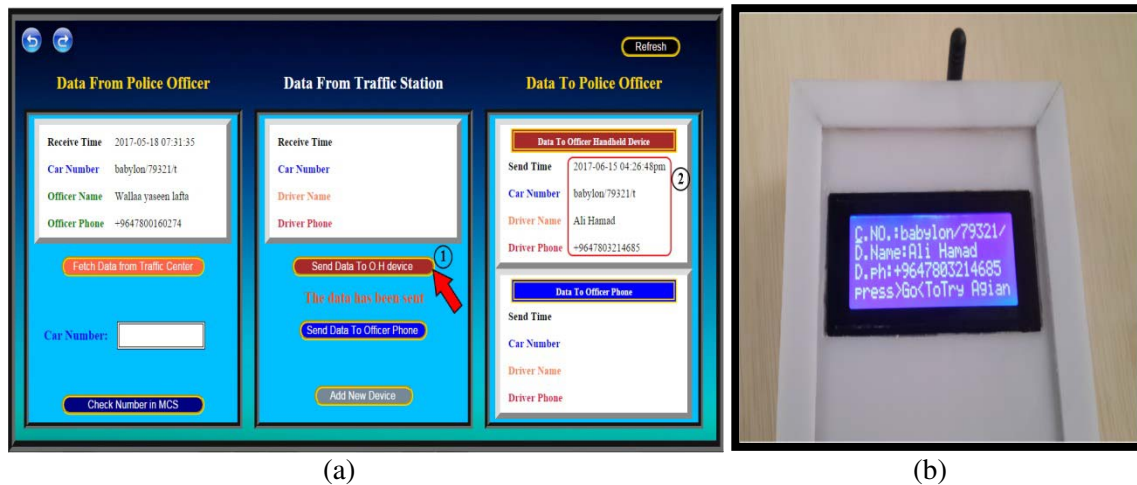 Refresh
Data From Police Officer
Receive Time 2017-05-18 07:31:35
Car Number babylon/79321/t
Officer Name Wallaa yaseen lafta
Officer Phone +9647800160274
Fetch Data from Traffic Center
Car Number:
Check Number in MCS
Data From Traffic Station
Receive Time
Car Number
Driver Name
Driver Phone
Send Data To O.H device
1
The data has been sent
Send Data To Officer Phone
Add New Device
Data To Police Officer
Data To Officer Handheld Device
Send Time 2017-06-15 04:26:48pm
2
Car Number babylon/79321/t
Driver Name Ali Hamad
Driver Phone +9647803214685
Data To Officer Phone
Send Time
Car Number
Driver Name
Driver Phone
(a)
C.NO.:babylon/79321/
D.Name:Ali Hamad
D.ph:+9647803214685
press>Go<ToTry Agian
(b)